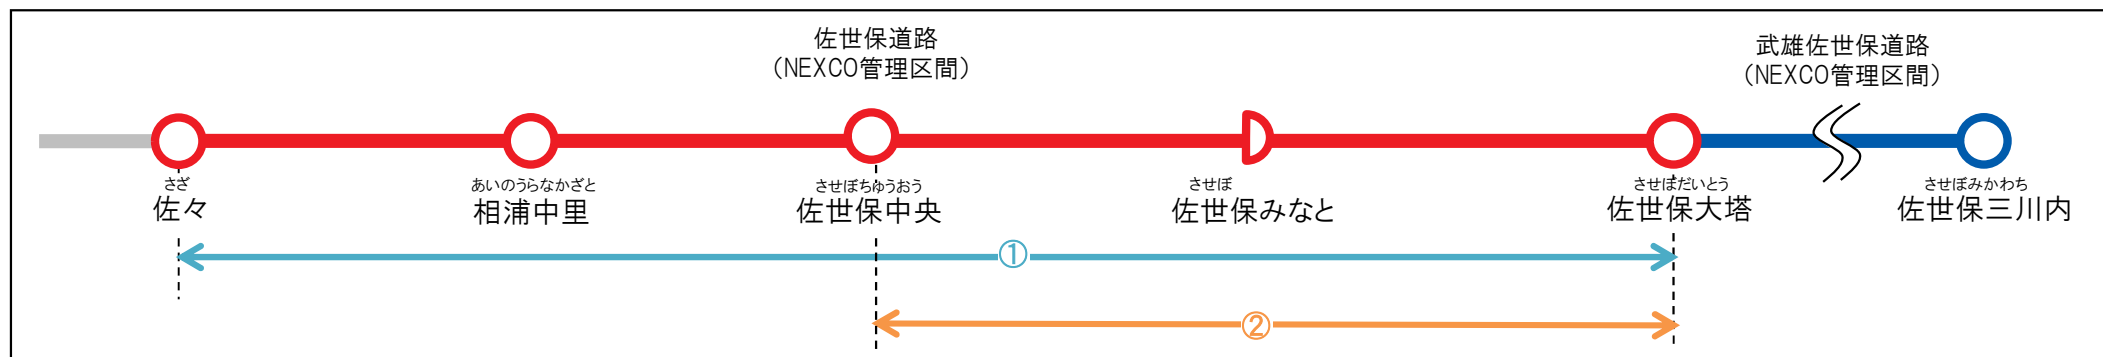 佐世保道路
（NEXCO管理区間）
武雄佐世保道路
（NEXCO管理区間）
さざ
佐々
あいのうらなかざと
相浦中里
させぼちゅうおう
佐世保中央
させぼ
佐世保みなと
させぼだいとう
佐世保大塔
させぼみかわち
佐世保三川内
①
②